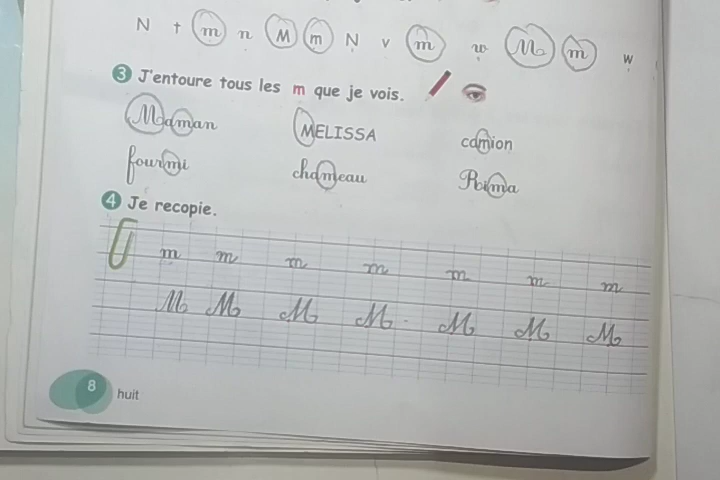 N t m n M m N v m w M m w
3 J'entoure tous les m que je vois.
Maman MELISSA camion
fourmi chameau Rima
4 Je recopie.
m m m m m m m
M M M M M M M
8 huit